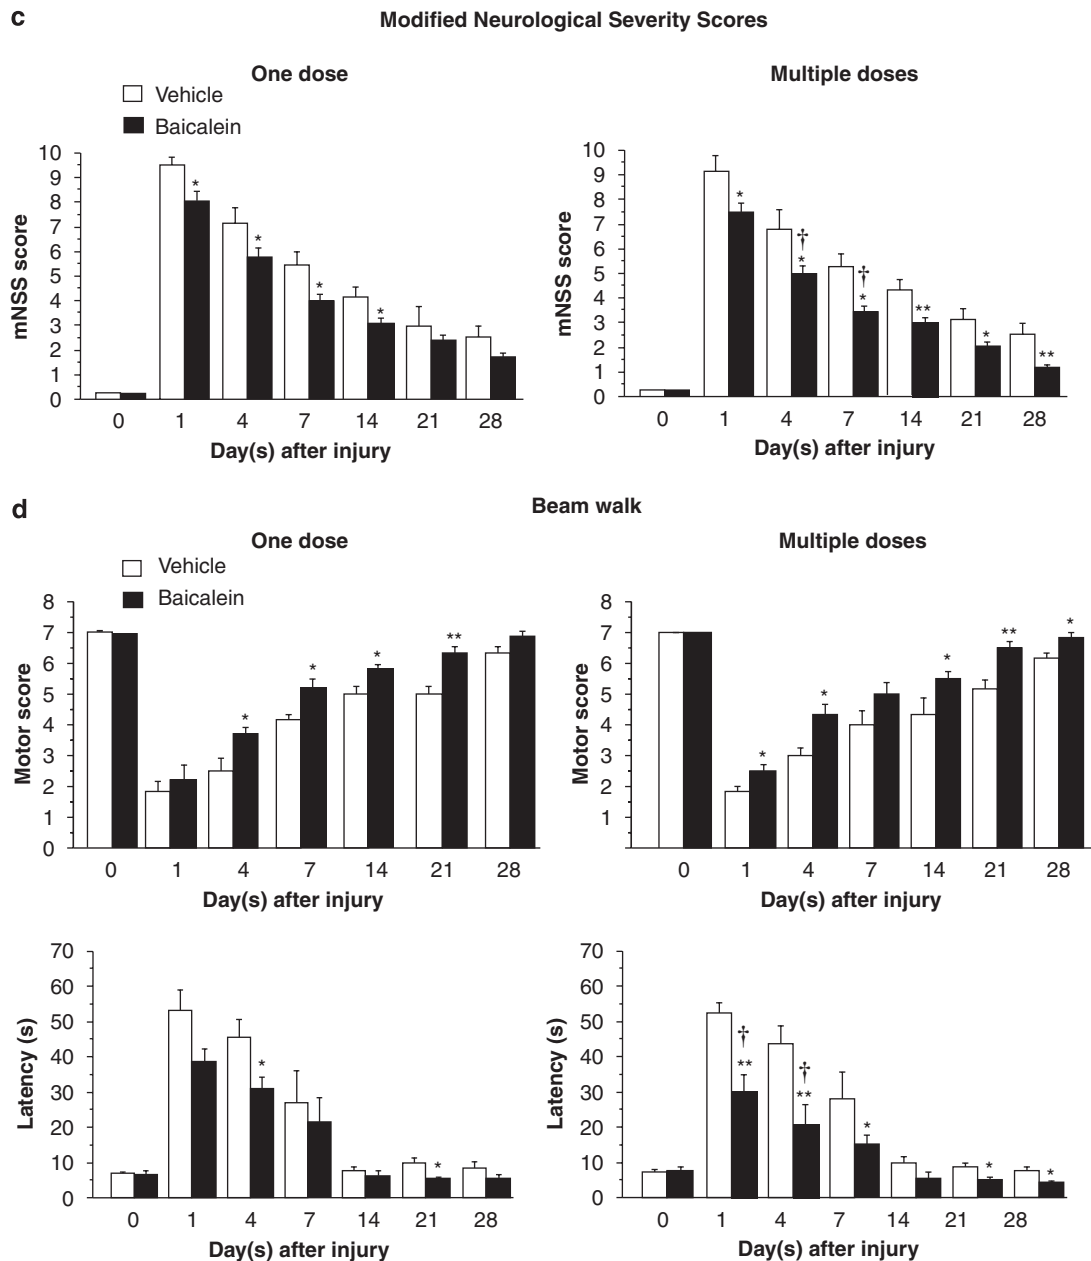 c
Modified Neurological Severity Scores
One dose
Vehicle
Baicalein
10
9
8
7
6
5
4
3
2
1
0
mNSS score
*
*
*
*
0 1 4 7 14 21 28
Day(s) after injury
Multiple doses
10
9
8
7
6
5
4
3
2
1
0
mNSS score
*
†
*
†
*
**
*
**
0 1 4 7 14 21 28
Day(s) after injury
d
Beam walk
One dose
Vehicle
Baicalein
8
7
6
5
4
3
2
1
0
Motor score
*
*
*
**
0 1 4 7 14 21 28
Day(s) after injury
Multiple doses
8
7
6
5
4
3
2
1
0
Motor score
*
*
*
**
*
0 1 4 7 14 21 28
Day(s) after injury
70
60
50
40
30
20
10
0
Latency (s)
*
*
0 1 4 7 14 21 28
Day(s) after injury
70
60
50
40
30
20
10
0
Latency (s)
†
**
†
**
*
*
*
0 1 4 7 14 21 28
Day(s) after injury